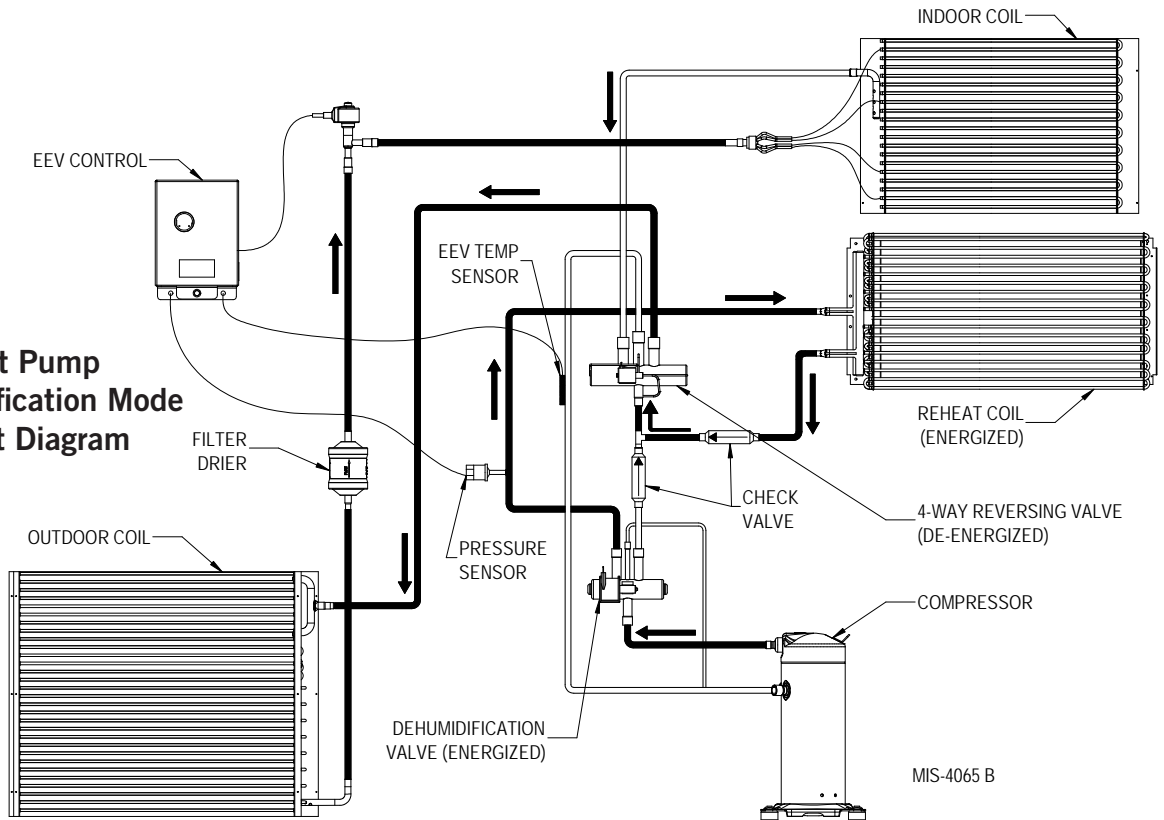 INDOOR COIL
EEV CONTROL
EEV TEMP
SENSOR
t Pump
fication Mode
t Diagram
FILTER
DRIER
REHEAT COIL
(ENERGIZED)
CHECK
VALVE
4-WAY REVERSING VALVE
(DE-ENERGIZED)
OUTDOOR COIL
PRESSURE
SENSOR
COMPRESSOR
DEHUMIDIFICATION
VALVE (ENERGIZED)
MIS-4065 B